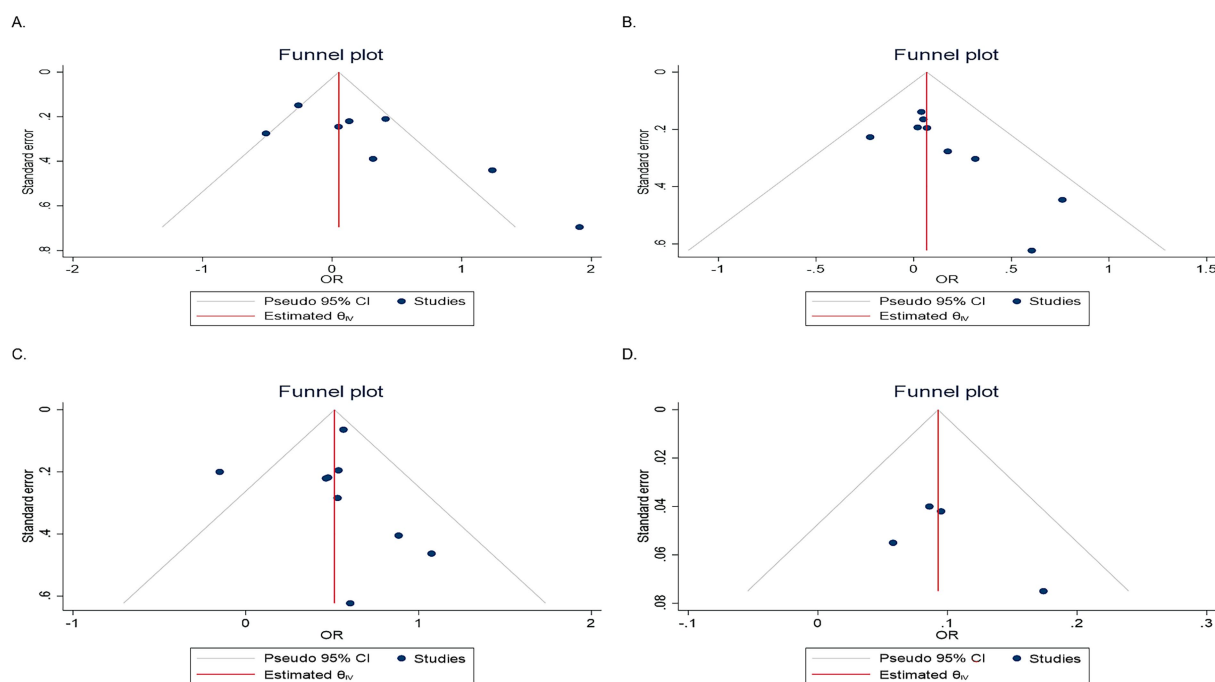 A.
Funnel plot
Standard error
0
.2
.4
.6
.8
-2
-1
0
1
2
OR
Pseudo 95% CI
Studies
Estimated θIV
B.
Funnel plot
Standard error
0
.2
.4
.6
-1
-.5
0
.5
1
1.5
OR
Pseudo 95% CI
Studies
Estimated θIV
C.
Funnel plot
Standard error
0
.2
.4
.6
-1
0
1
2
OR
Pseudo 95% CI
Studies
Estimated θIV
D.
Funnel plot
Standard error
.00
.02
.04
.06
.08
-.1
0
.1
.2
.3
OR
Pseudo 95% CI
Studies
Estimated θIV